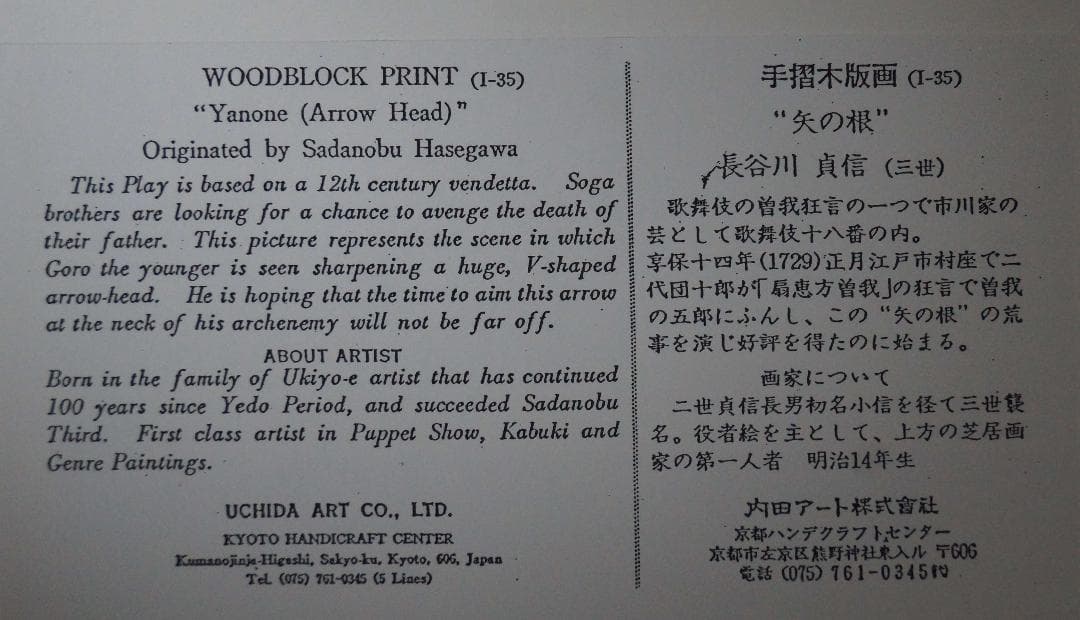 WOODBLOCK PRINT (I-35)
"Yanone (Arrow Head)"
Originated by Sadanobu Hasegawa
This Play is based on a 12th century vendetta. Soga
brothers are looking for a chance to avenge the death of
their father. This picture represents the scene in which
Goro the younger is seen sharpening a huge, V-shaped
arrow-head. He is hoping that the time to aim this arrow
at the neck of his archenemy will not be far off.
ABOUT ARTIST
Born in the family of Ukiyo-e artist that has continued
100 years since Yedo Period, and succeeded Sadanobu
Third. First class artist in Puppet Show, Kabuki and
Genre Paintings.
UCHIDA ART CO., LTD.
KYOTO HANDICRAFT CENTER
Kumanojinja-Higashi, Sakyo-ku, Kyoto, 606, Japan
Tel. (075) 761-0345 (5 Lines)
手摺木版画 (I-35)
"矢の根"
長谷川 貞信 (三世)
歌舞伎の曽我狂言の一つで市川家の
芸として歌舞伎十八番の内。
享保十四年(1729)正月江戸市村座で二
代団十郎が「扇恵方曽我」の狂言で曽我
の五郎にふんし、この "矢の根" の荒
事を演じ好評を得たのに始まる。
画家について
二世貞信長男初名小信を径て三世襲
名。役者絵を主として、上方の芝居画
家の第一人者 明治14年生
内田アート株式會社
京都ハンデクラフトセンター
京都市左京区熊野神社東入ル 〒606
電話 (075) 761-0345代